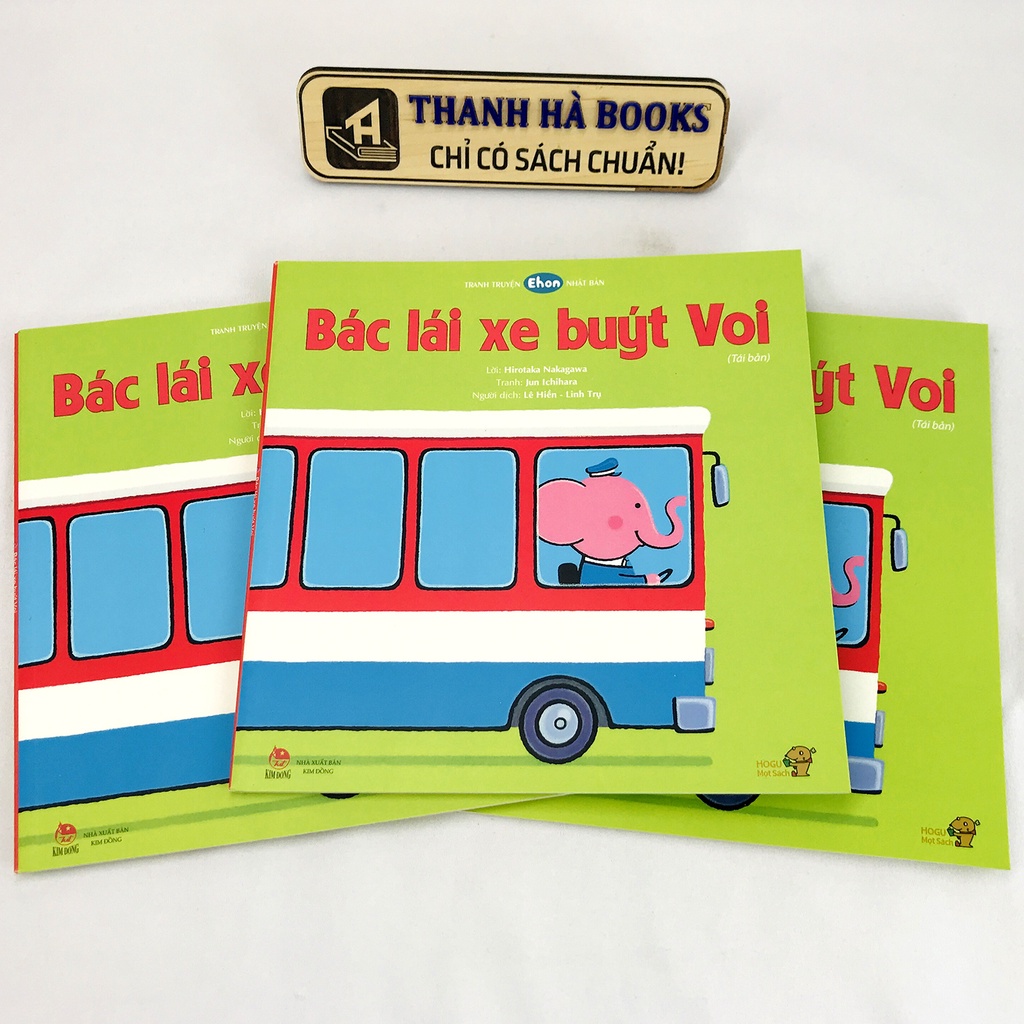 THANH HÀ BOOKS
CHỈ CÓ SÁCH CHUẨN!
TRANH TRUYỆN Ehon NHẬT BẢN
Bác lái xe buýt Voi
(Tái bản)
Lời: Hirotaka Nakagawa
Tranh: Jun Ichihara
Người dịch: Lê Hiền - Linh Trụ
KIM ĐỒNG
NHÀ XUẤT BẢN
KIM ĐỒNG
HOGU
Mọt Sách
TRANH TRUYỆN
Bác lái xe
Lời:
Người
KIM ĐỒNG
NHÀ XUẤT BẢN
KIM ĐỒNG
ýt Voi
(Tái bản)
HOGU
Mọt Sách